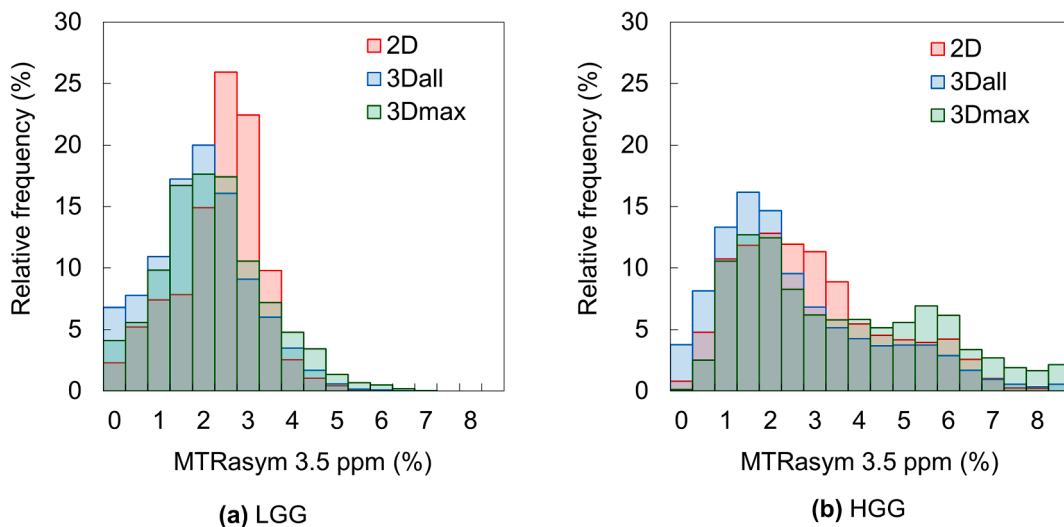 30
25
20
15
10
5
0
Relative frequency (%)
2D
3Dall
3Dmax
0 1 2 3 4 5 6 7 8
MTRasym 3.5 ppm (%)
(a) LGG
30
25
20
15
10
5
0
Relative frequency (%)
2D
3Dall
3Dmax
0 1 2 3 4 5 6 7 8
MTRasym 3.5 ppm (%)
(b) HGG